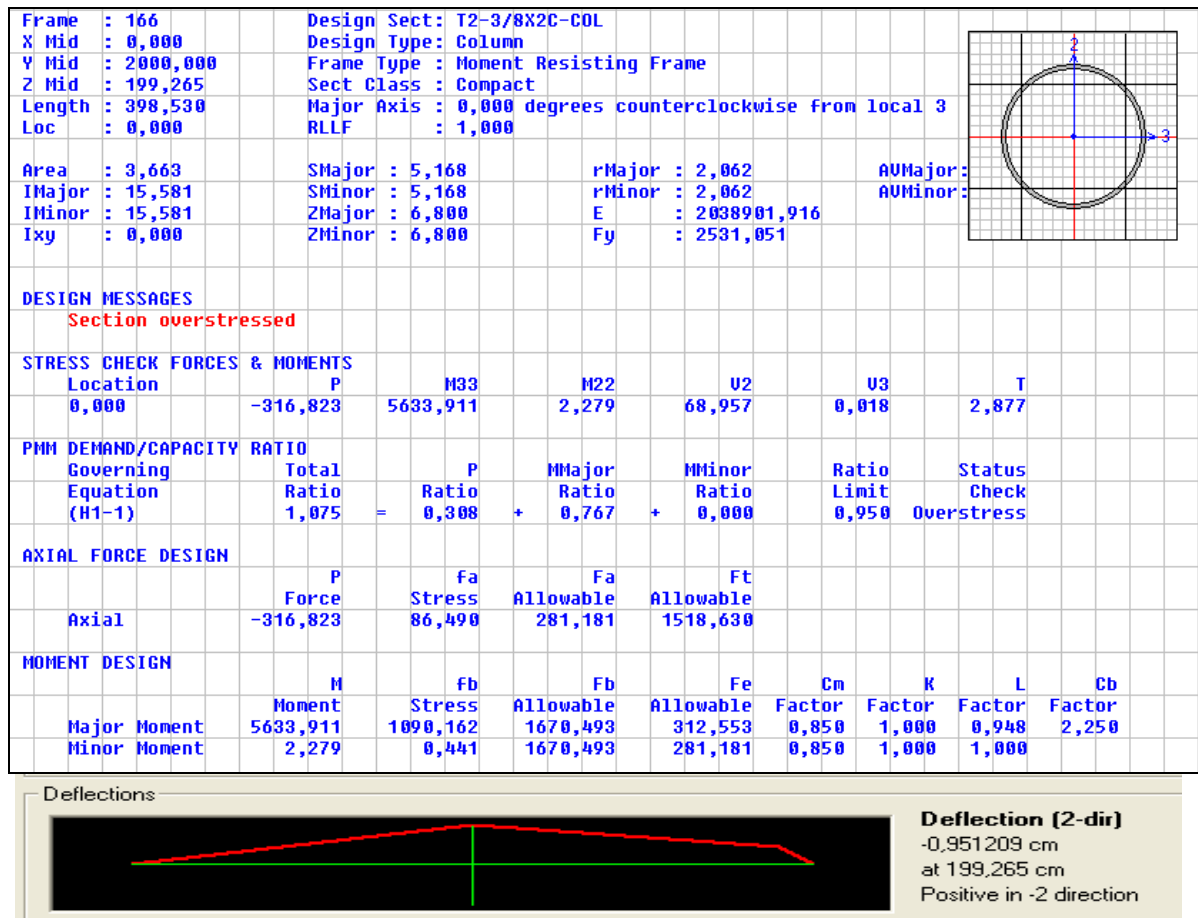 Frame : 166 Design Sect: T2-3/8X2C-COL
X Mid : 0,000 Design Type: Column
Y Mid : 2000,000 Frame Type : Moment Resisting Frame
Z Mid : 199,265 Sect Class : Compact
Length : 398,530 Major Axis : 0,000 degrees counterclockwise from local 3
Loc : 0,000 RLLF : 1,000
2
3
Area : 3,663 SMajor : 5,168 rMajor : 2,062 AVMajor:
IMajor : 15,581 SMinor : 5,168 rMinor : 2,062 AVMinor:
IMinor : 15,581 ZMajor : 6,800 E : 2038901,916
Ixy : 0,000 ZMinor : 6,800 Fy : 2531,051
DESIGN MESSAGES
Section overstressed
STRESS CHECK FORCES & MOMENTS
Location P M33 M22 V2 V3 T
0,000 -316,823 5633,911 2,279 68,957 0,018 2,877
PMM DEMAND/CAPACITY RATIO
Governing Total P MMajor MMinor Ratio Status
Equation Ratio Ratio Ratio Ratio Limit Check
(H1-1) 1,075 = 0,308 + 0,767 + 0,000 0,950 Overstress
AXIAL FORCE DESIGN
P fa Fa Ft
Force Stress Allowable Allowable
Axial -316,823 86,490 281,181 1518,630
MOMENT DESIGN
M fb Fb Fe Cm K L Cb
Moment Stress Allowable Allowable Factor Factor Factor Factor
Major Moment 5633,911 1090,162 1670,493 312,553 0,850 1,000 0,948 2,250
Minor Moment 2,279 0,441 1670,493 281,181 0,850 1,000 1,000
Deflections
Deflection (2-dir)
-0,951209 cm
at 199,265 cm
Positive in -2 direction